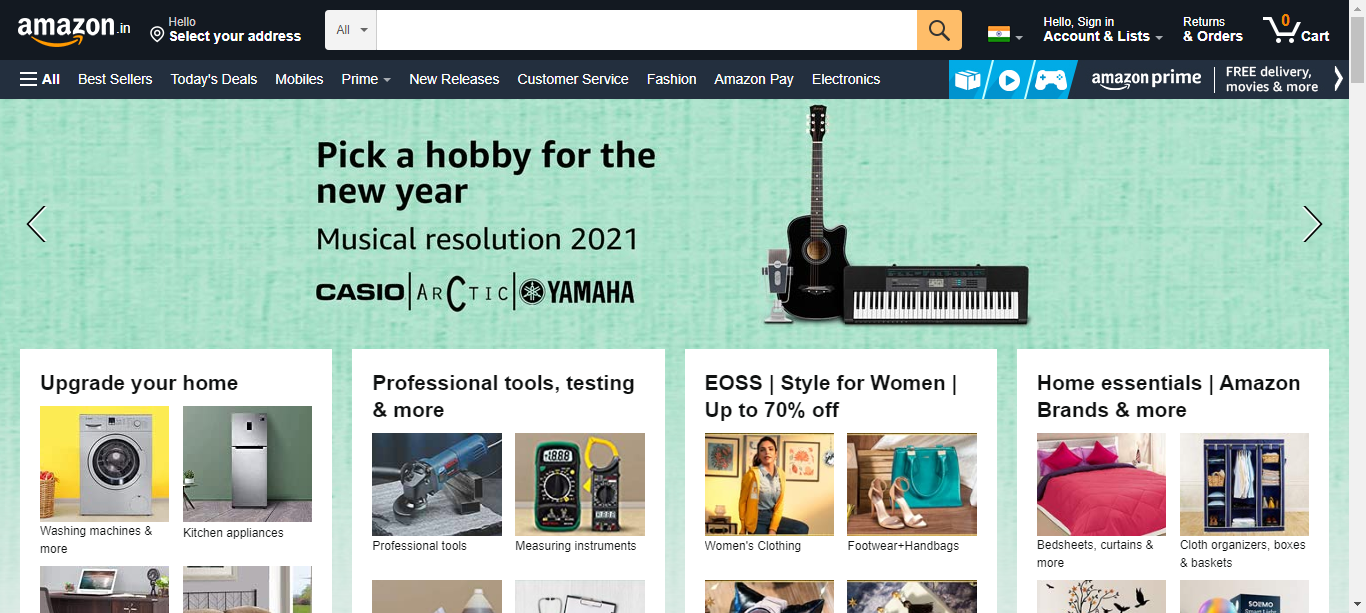 amazon.in
Hello
Select your address
All
Hello, Sign in
Account & Lists
Returns
& Orders
0
Cart
All
Best Sellers
Today's Deals
Mobiles
Prime
New Releases
Customer Service
Fashion
Amazon Pay
Electronics
amazon prime
FREE delivery,
movies & more
Pick a hobby for the
new year
Musical resolution 2021
CASIO
ARCTIC
YAMAHA
Upgrade your home
Washing machines &
more
Kitchen appliances
Professional tools, testing
& more
Professional tools
Measuring instruments
EOSS | Style for Women |
Up to 70% off
Women's Clothing
Footwear+Handbags
Home essentials | Amazon
Brands & more
Bedsheets, curtains &
more
Cloth organizers, boxes
& baskets
SOLIMO